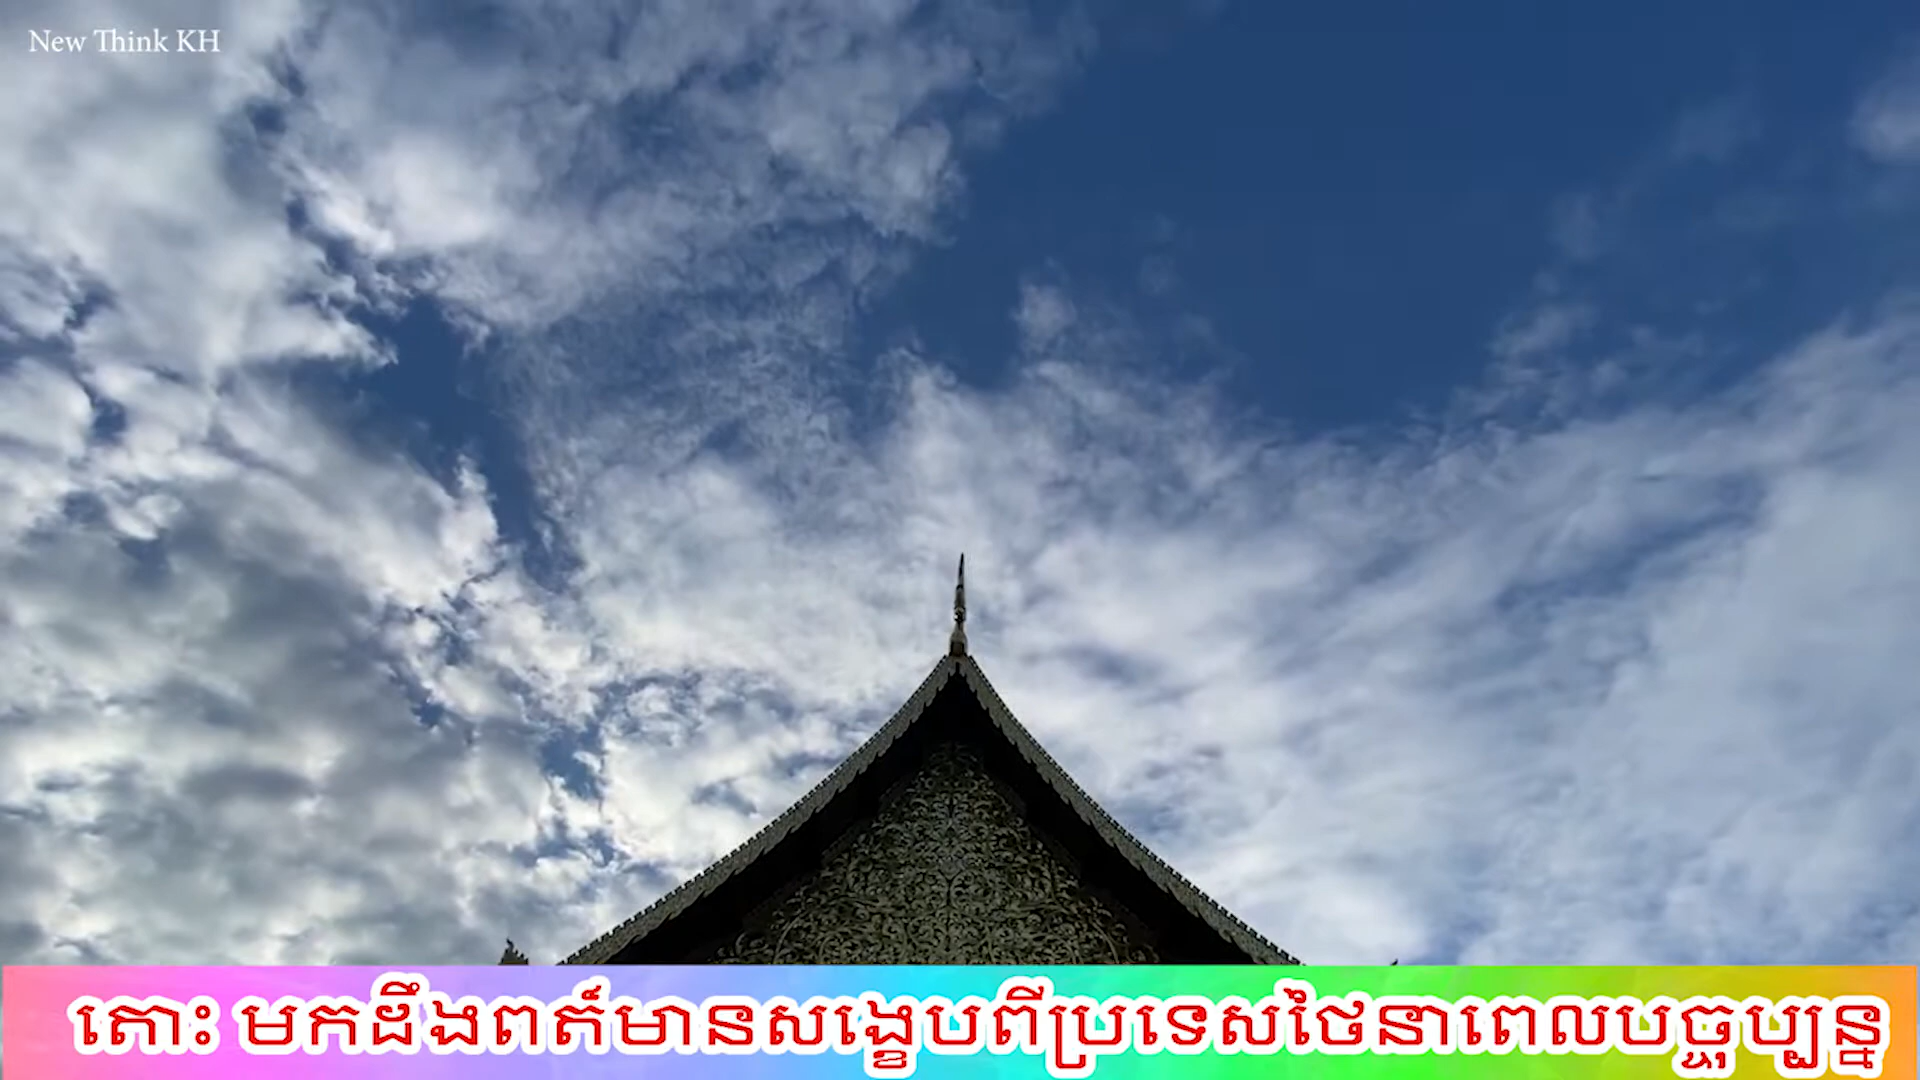 New Think KH
តោះ មកដឹងពត៌មានសង្ខេបពីប្រទេសថៃនាពេលបច្ចុប្បន្ន